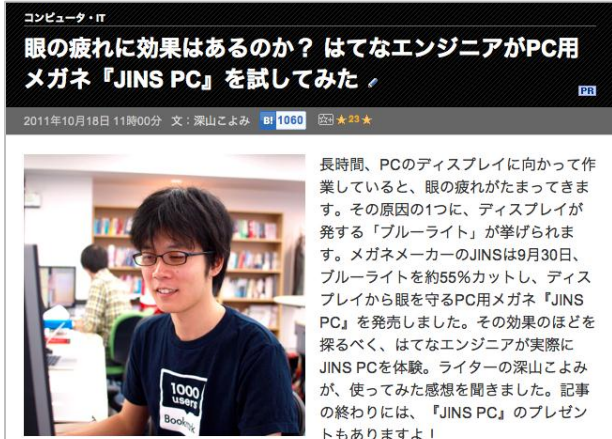 コンピュータ・IT
眼の疲れに効果はあるのか？ はてなエンジニアがPC用
メガネ『JINS PC』を試してみた
PR
2011年10月18日 11時00分 文：深山こよみ B! 1060 ★23★
長時間、PCのディスプレイに向かって作
業していると、眼の疲れがたまってきま
す。その原因の1つに、ディスプレイが
発する「ブルーライト」が挙げられま
す。メガネメーカーのJINSは9月30日、
ブルーライトを約55%カットし、ディス
プレイから眼を守るPC用メガネ『JINS
PC』を発売しました。その効果のほどを
探るべく、はてなエンジニアが実際に
JINS PCを体験。ライターの深山こよみ
が、使ってみた感想を聞きました。記事
の終わりには、『JINS PC』のプレゼン
トもありますよ！
1000
users